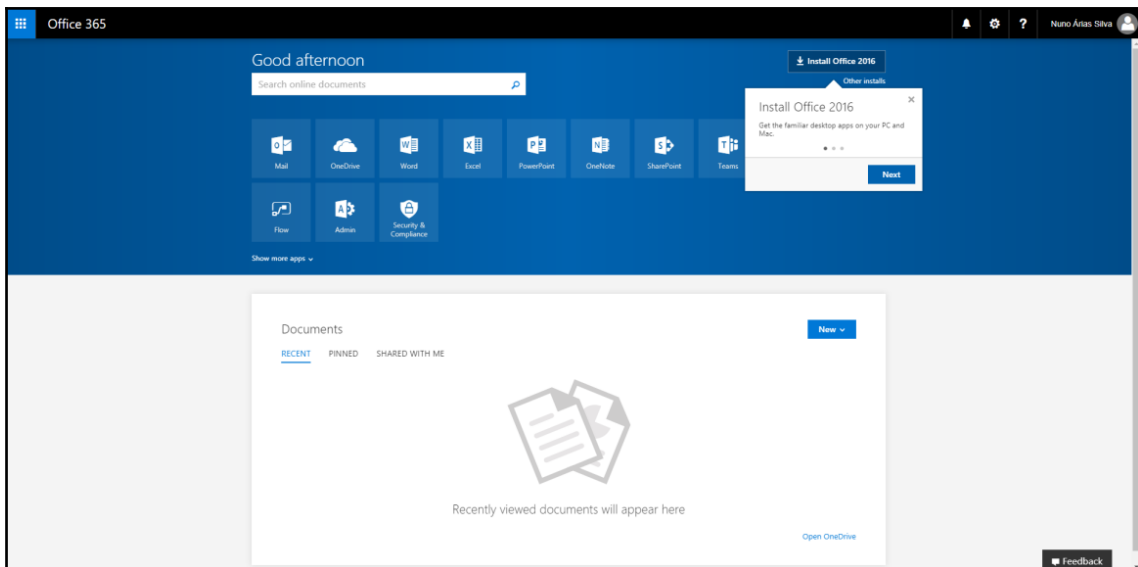 Office 365
Nuno Árias Silva
Good afternoon
Install Office 2016
Search online documents
Other installs
Install Office 2016
Get the familiar desktop apps on your PC and
Mac.
Next
Mail
OneDrive
Word
Excel
PowerPoint
OneNote
SharePoint
Teams
Flow
Admin
Security &
Compliance
Show more apps
Documents
New
RECENT
PINNED
SHARED WITH ME
Recently viewed documents will appear here
Open OneDrive
Feedback